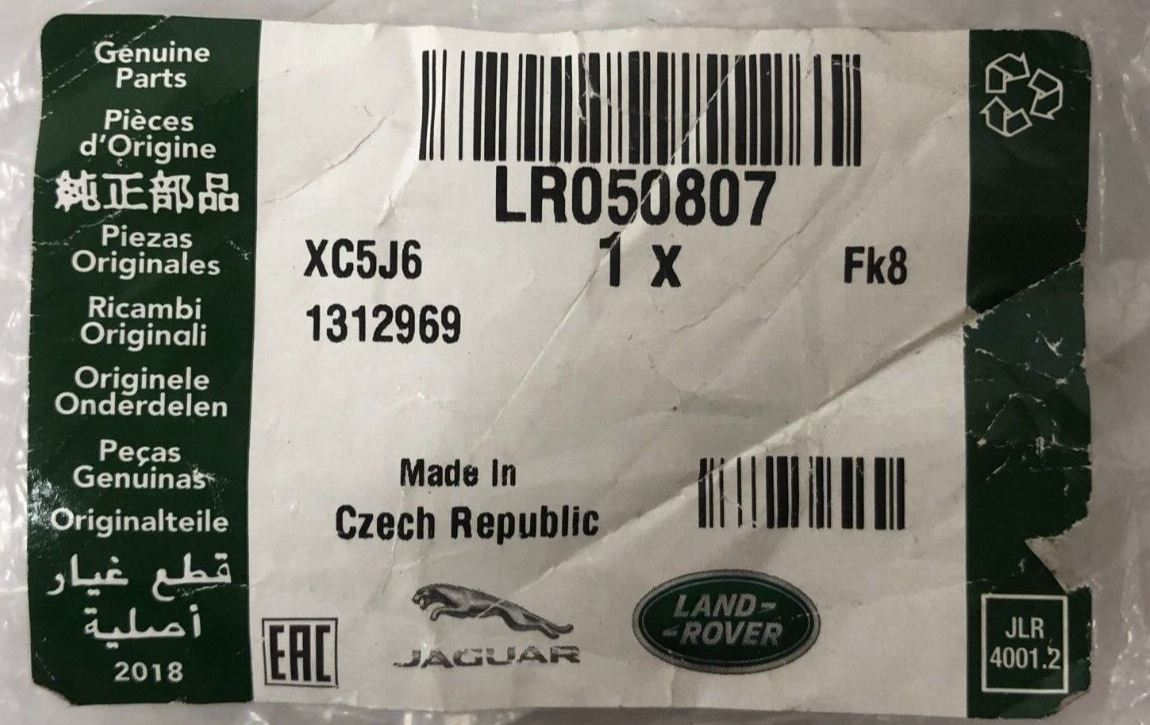 Genuine
Parts
Pièces
d'Origine
純正部品
Piezas
Originales
Ricambi
Originali
Originele
Onderdelen
Peças
Genuinas
Originalteile
قطع غيار
أصلية
2018
LR050807
XC5J6
1 x
Fk8
1312969
Made In
Czech Republic
EAC
JAGUAR
LAND-
-ROVER
JLR
4001.2